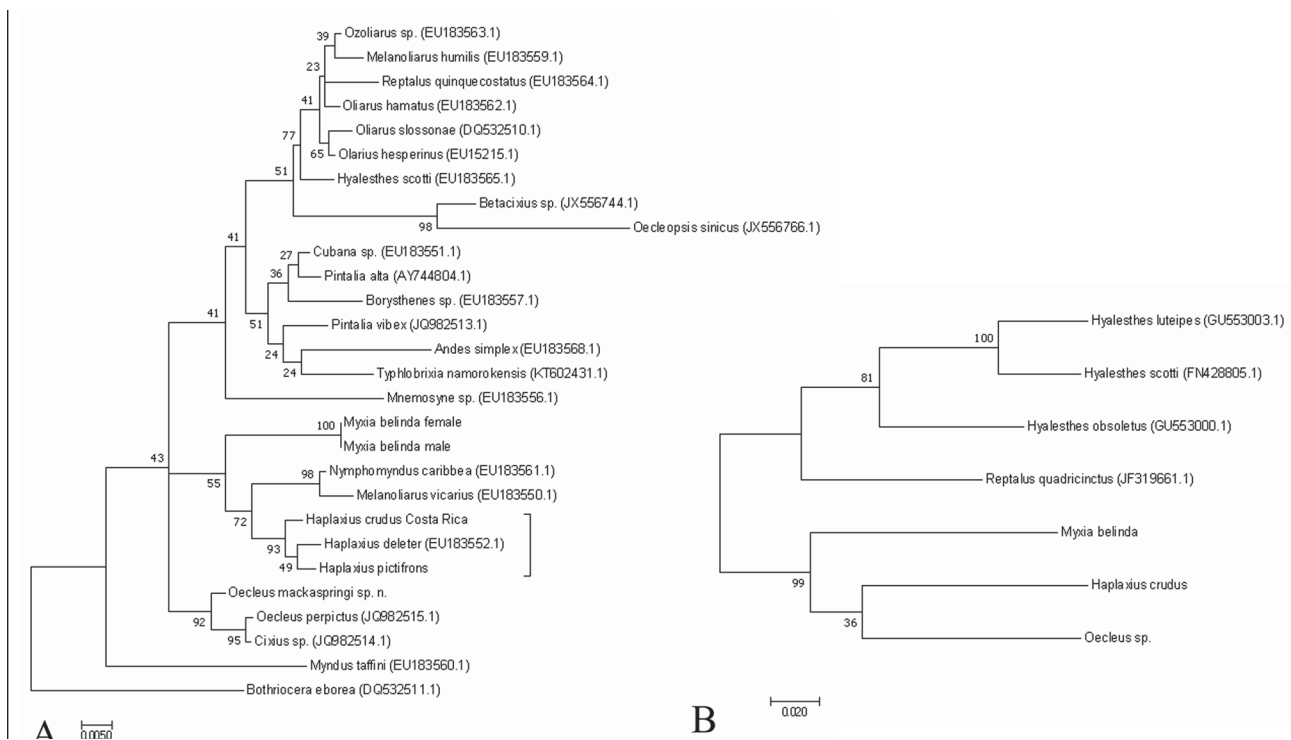 39
Ozoliarus sp. (EU183563.1)
Melanoliarus humilis (EU183559.1)
23
Reptalus quinquecostatus (EU183564.1)
41
Oliarus hamatus (EU183562.1)
Oliarus slossonae (DQ532510.1)
77
65
Olarius hesperinus (EU15215.1)
51
Hyalesthes scotti (EU183565.1)
Betacixius sp. (JX556744.1)
98
Oecleopsis sinicus (JX556766.1)
41
27
Cubana sp. (EU183551.1)
36
Pintalia alta (AY744804.1)
Borysthenes sp. (EU183557.1)
41
51
Pintalia vibex (JQ982513.1)
24
Andes simplex (EU183568.1)
24
Typhlobrixia namorokensis (KT602431.1)
Mnemosyne sp. (EU183556.1)
100
Myxia belinda female
Myxia belinda male
43
55
98
Nymphomyndus caribbea (EU183561.1)
Melanoliarus vicarius (EU183550.1)
72
Haplaxius crudus Costa Rica
93
Haplaxius deleter (EU183552.1)
49
Haplaxius pictifrons
Oecleus mackaspringi sp. n.
92
Oecleus perpictus (JQ982515.1)
95
Cixius sp. (JQ982514.1)
Myndus taffini (EU183560.1)
Bothriocera eborea (DQ532511.1)
A
0.0050
Hyalesthes luteipes (GU553003.1)
100
Hyalesthes scotti (FN428805.1)
81
Hyalesthes obsoletus (GU553000.1)
Reptalus quadricinctus (JF319661.1)
Myxia belinda
99
Haplaxius crudus
36
Oecleus sp.
B
0.020